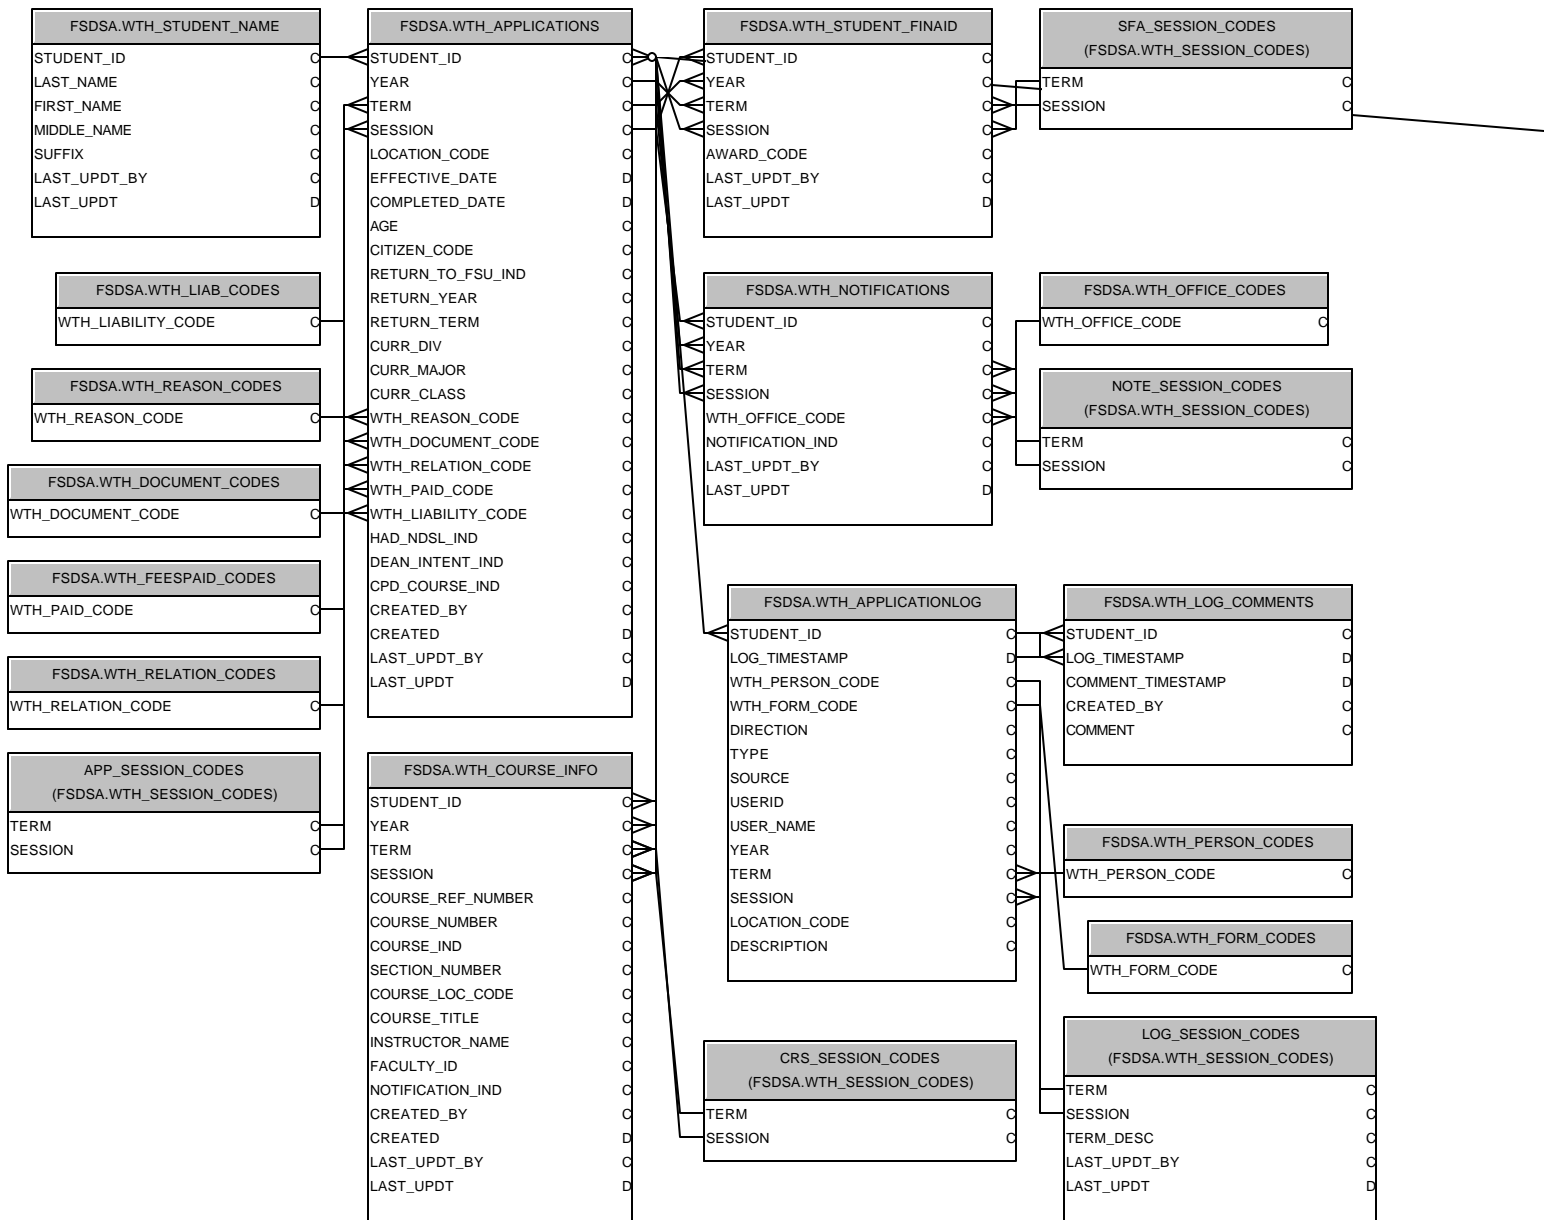 FSDSA.WTH_STUDENT_NAME
STUDENT_ID C
LAST_NAME C
FIRST_NAME C
MIDDLE_NAME C
SUFFIX C
LAST_UPDT_BY C
LAST_UPDT D
FSDSA.WTH_LIAB_CODES
WTH_LIABILITY_CODE C
FSDSA.WTH_REASON_CODES
WTH_REASON_CODE C
FSDSA.WTH_DOCUMENT_CODES
WTH_DOCUMENT_CODE C
FSDSA.WTH_FEESPAID_CODES
WTH_PAID_CODE C
FSDSA.WTH_RELATION_CODES
WTH_RELATION_CODE C
APP_SESSION_CODES
(FSDSA.WTH_SESSION_CODES)
TERM C
SESSION C
FSDSA.WTH_APPLICATIONS
STUDENT_ID C
YEAR C
TERM C
SESSION C
LOCATION_CODE C
EFFECTIVE_DATE D
COMPLETED_DATE D
AGE C
CITIZEN_CODE C
RETURN_TO_FSU_IND C
RETURN_YEAR C
RETURN_TERM C
CURR_DIV C
CURR_MAJOR C
CURR_CLASS C
WTH_REASON_CODE C
WTH_DOCUMENT_CODE C
WTH_RELATION_CODE C
WTH_PAID_CODE C
WTH_LIABILITY_CODE C
HAD_NDSL_IND C
DEAN_INTENT_IND C
CPD_COURSE_IND C
CREATED_BY C
CREATED D
LAST_UPDT_BY C
LAST_UPDT D
FSDSA.WTH_COURSE_INFO
STUDENT_ID C
YEAR C
TERM C
SESSION C
COURSE_REF_NUMBER C
COURSE_NUMBER C
COURSE_IND C
SECTION_NUMBER C
COURSE_LOC_CODE C
COURSE_TITLE C
INSTRUCTOR_NAME C
FACULTY_ID C
NOTIFICATION_IND C
CREATED_BY C
CREATED D
LAST_UPDT_BY C
LAST_UPDT D
FSDSA.WTH_STUDENT_FINAID
STUDENT_ID C
YEAR C
TERM C
SESSION C
AWARD_CODE C
LAST_UPDT_BY C
LAST_UPDT D
FSDSA.WTH_NOTIFICATIONS
STUDENT_ID C
YEAR C
TERM C
SESSION C
WTH_OFFICE_CODE C
NOTIFICATION_IND C
LAST_UPDT_BY C
LAST_UPDT D
FSDSA.WTH_APPLICATIONLOG
STUDENT_ID C
LOG_TIMESTAMP D
WTH_PERSON_CODE C
WTH_FORM_CODE C
DIRECTION C
TYPE C
SOURCE C
USERID C
USER_NAME C
YEAR C
TERM C
SESSION C
LOCATION_CODE C
DESCRIPTION C
CRS_SESSION_CODES
(FSDSA.WTH_SESSION_CODES)
TERM C
SESSION C
SFA_SESSION_CODES
(FSDSA.WTH_SESSION_CODES)
TERM C
SESSION C
FSDSA.WTH_OFFICE_CODES
WTH_OFFICE_CODE C
NOTE_SESSION_CODES
(FSDSA.WTH_SESSION_CODES)
TERM C
SESSION C
FSDSA.WTH_LOG_COMMENTS
STUDENT_ID C
LOG_TIMESTAMP D
COMMENT_TIMESTAMP D
CREATED_BY C
COMMENT C
FSDSA.WTH_PERSON_CODES
WTH_PERSON_CODE C
FSDSA.WTH_FORM_CODES
WTH_FORM_CODE C
LOG_SESSION_CODES
(FSDSA.WTH_SESSION_CODES)
TERM C
SESSION C
TERM_DESC C
LAST_UPDT_BY C
LAST_UPDT D